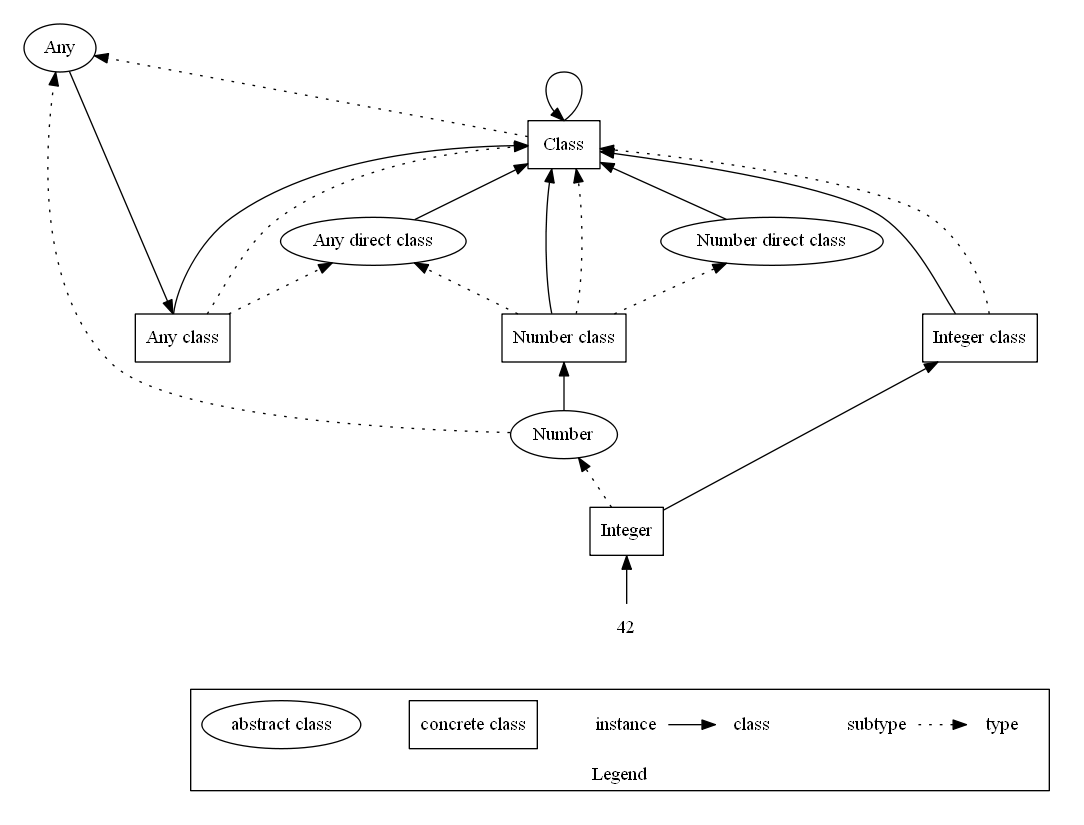 Any
Class
Any direct class
Number direct class
Any class
Number class
Integer class
Number
Integer
42
abstract class
concrete class
instance
class
subtype
type
Legend